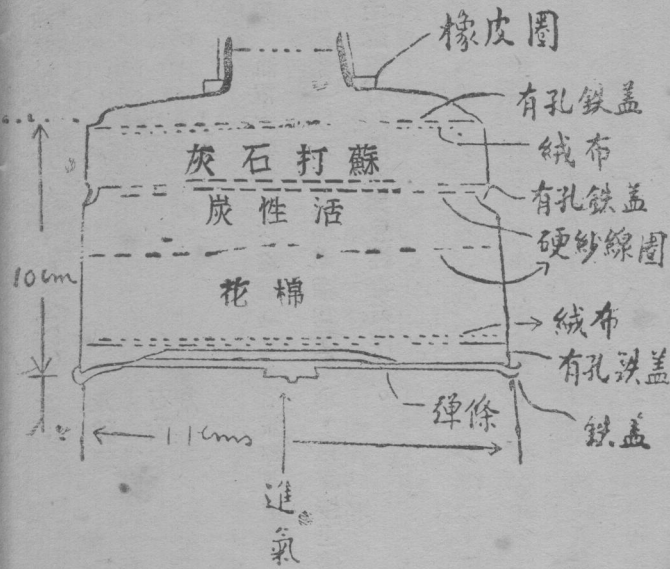 橡皮圈
有孔鉄盖
絨布
灰石打蘇
有孔鉄盖
炭性活
硬紗線圈
10cm
花棉
絨布
有孔鉄盖
弹條
鉄盖
11cms
進氣